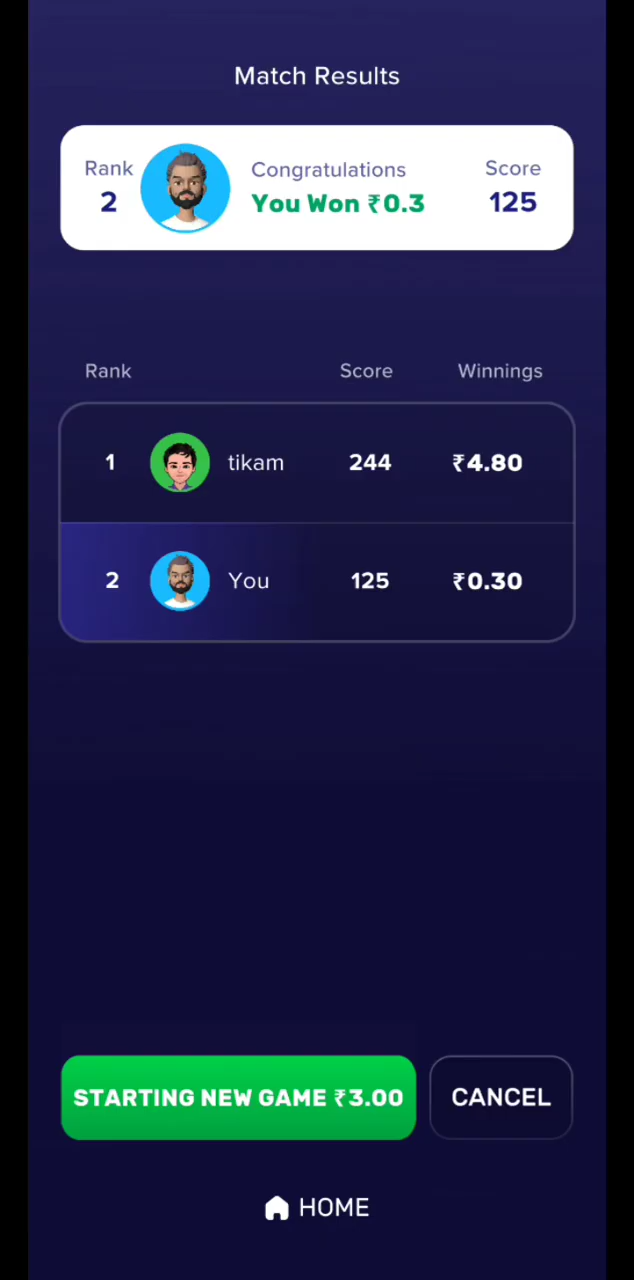 Match Results
Rank Congratulations Score
2 You Won ₹0.3 125
Rank Score Winnings
1 tikam 244 ₹4.80
2 You 125 ₹0.30
STARTING NEW GAME ₹3.00 CANCEL
HOME